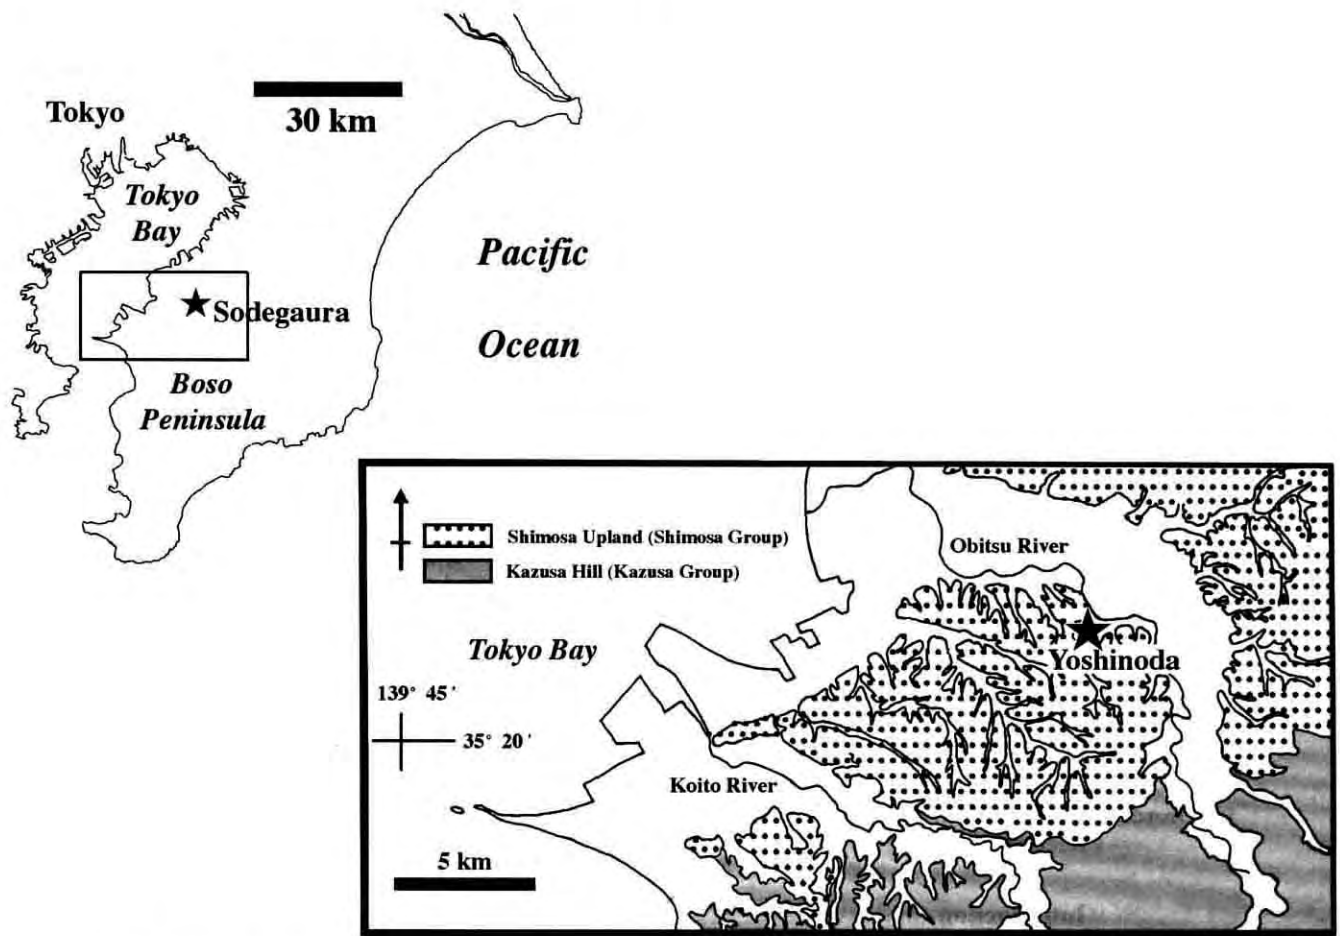 Tokyo
30 km
Tokyo
Bay
Pacific
Ocean
Sodegaura
Boso
Peninsula
Shimosa Upland (Shimosa Group)
Kazusa Hill (Kazusa Group)
Obitsu River
Tokyo Bay
Yoshinoda
139° 45′
35° 20′
Koito River
5 km